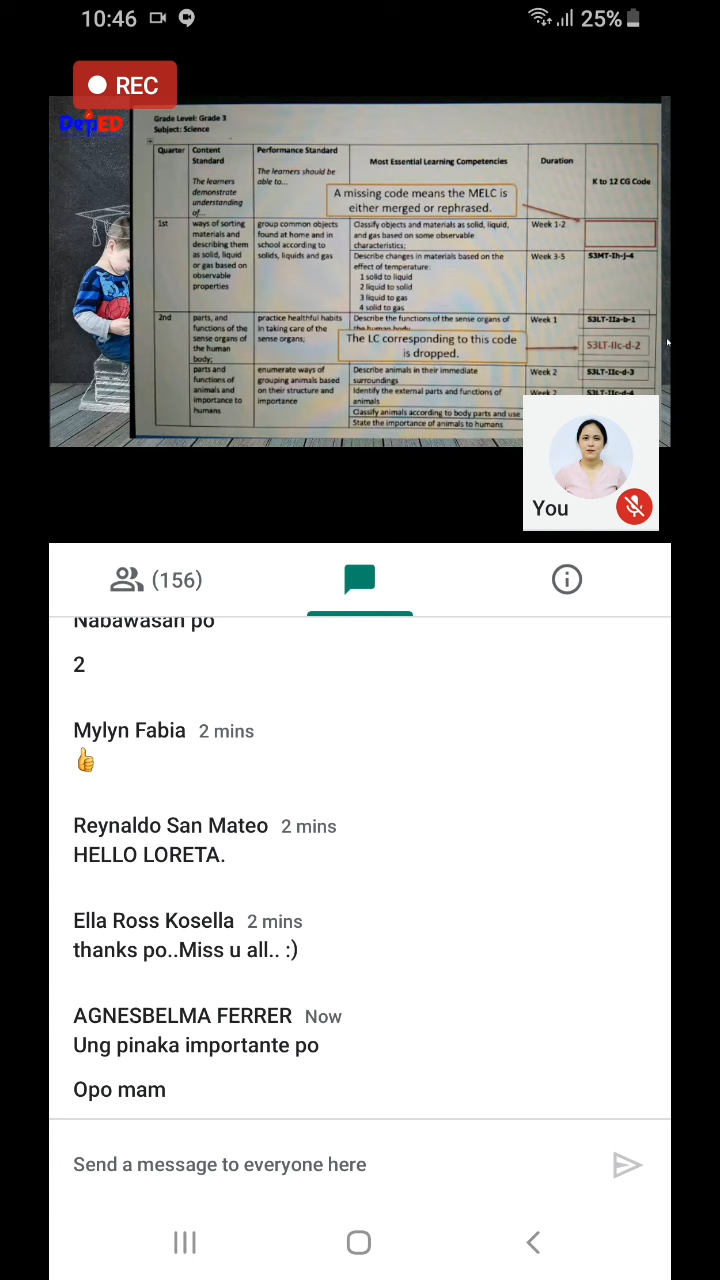 10:46
25%
REC
DepED
Grade Level: Grade 3
Subject: Science
Quarter
Content Standard
The learners demonstrate understanding of...
Performance Standard
The learners should be able to...
Most Essential Learning Competencies
Duration
K to 12 CG Code
A missing code means the MELC is
either merged or rephrased.
1st
ways of sorting
materials and
describing them
as solid, liquid
or gas based on
observable
properties
group common objects
found at home and in
school according to
solids, liquids and gas
Classify objects and materials as solid, liquid,
and gas based on some observable
characteristics;
Week 1-2
Describe changes in materials based on the
effect of temperature:
1 solid to liquid
2 liquid to solid
3 liquid to gas
4 solid to gas
Week 3-5
S3MT-Ih-j-4
2nd
parts, and
functions of the
sense organs of
the human
body;
practice healthful habits
in taking care of the
sense organs;
Describe the functions of the sense organs of
the human body
Week 1
S3LT-IIa-b-1
The LC corresponding to this code
is dropped.
S3LT-IIc-d-2
parts and
functions of
animals and
importance to
humans
enumerate ways of
grouping animals based
on their structure and
importance
Describe animals in their immediate
surroundings
Week 2
S3LT-IIc-d-3
Identify the external parts and functions of
animals
Week 2
S3LT-IIc-d-4
Classify animals according to body parts and use
State the importance of animals to humans
You
(156)
Nabawasan po
2
Mylyn Fabia 2 mins
👍
Reynaldo San Mateo 2 mins
HELLO LORETA.
Ella Ross Kosella 2 mins
thanks po..Miss u all.. :)
AGNESBELMA FERRER Now
Ung pinaka importante po
Opo mam
Send a message to everyone here